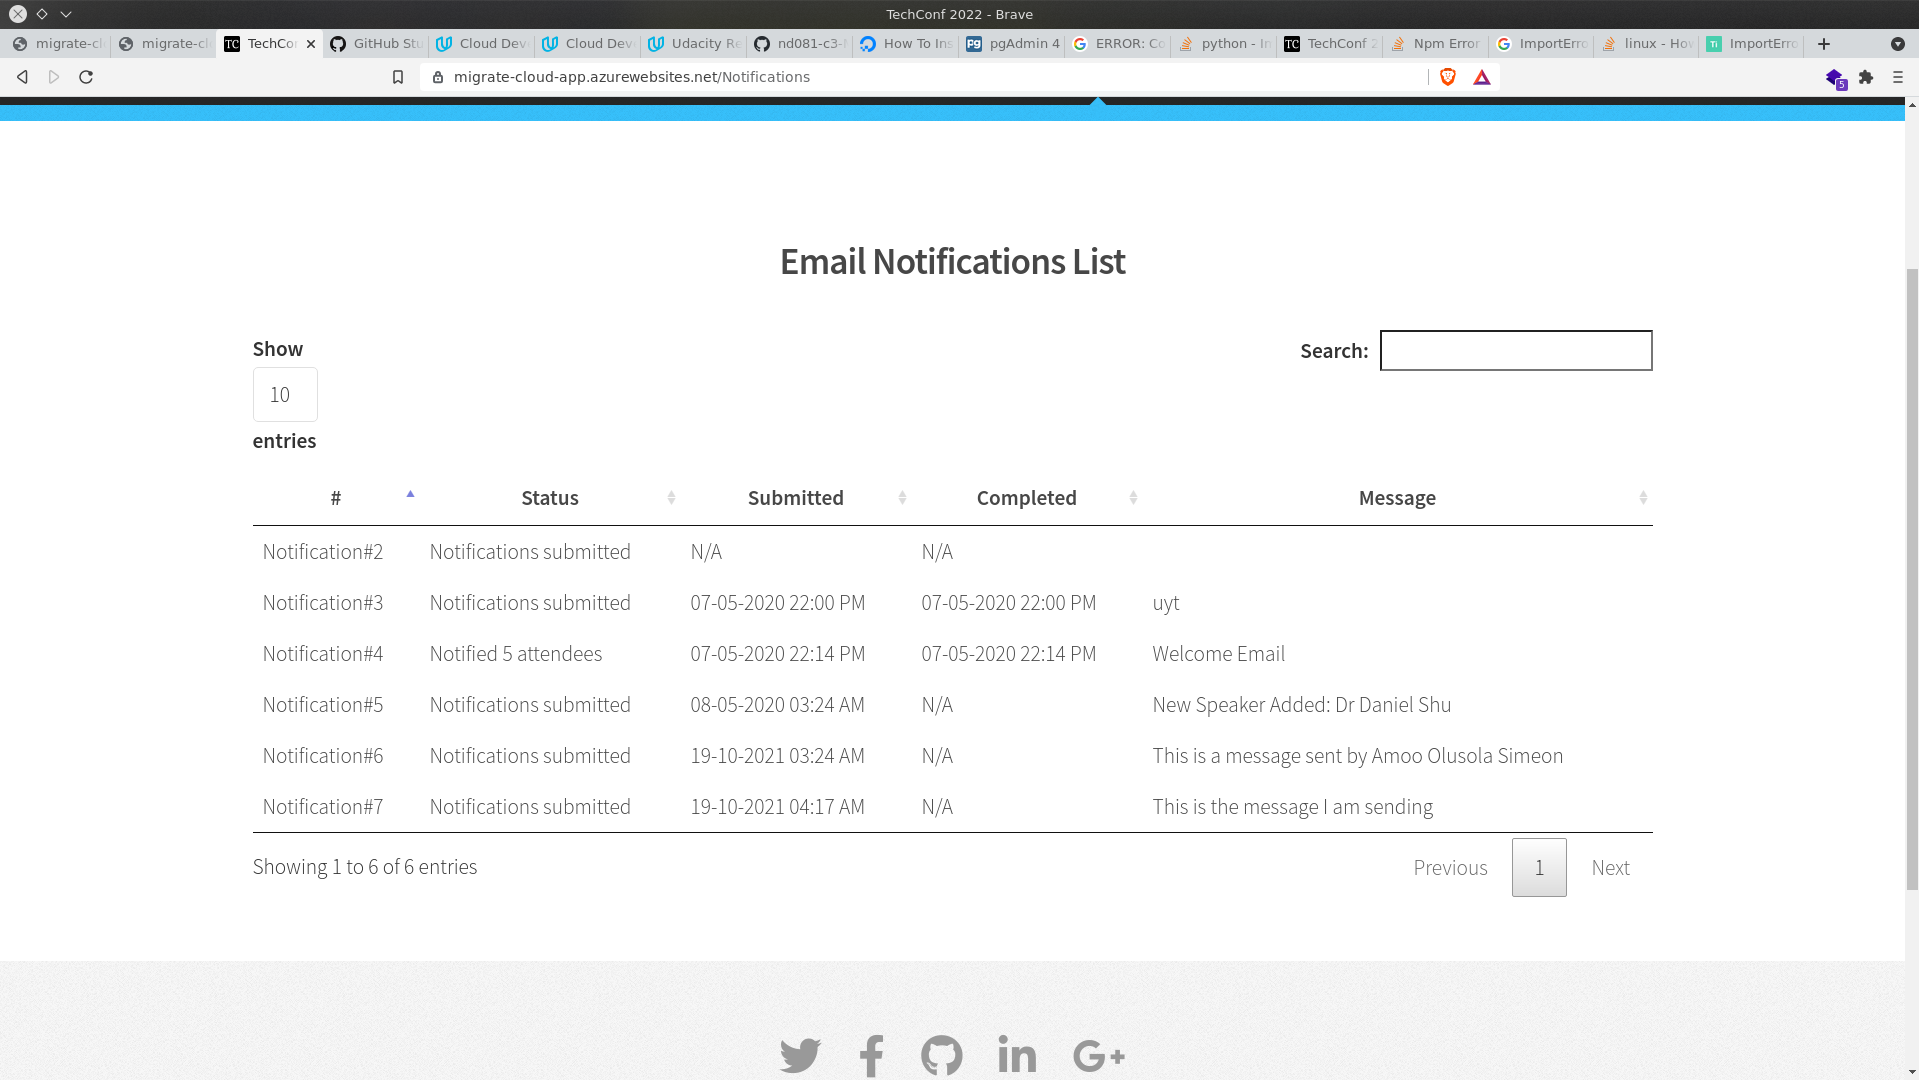 TechConf 2022 - Brave
migrate-cl migrate-cl TechCon GitHub Stu Cloud Dev Cloud Dev Udacity Re nd081-c3- How To Ins pgAdmin 4 ERROR: Co python - In TechConf 2 Npm Error ImportErro linux - How ImportErro
migrate-cloud-app.azurewebsites.net/Notifications
5
Email Notifications List
Show
10
entries
Search:
# Status Submitted Completed Message
Notification#2 Notifications submitted N/A N/A
Notification#3 Notifications submitted 07-05-2020 22:00 PM 07-05-2020 22:00 PM uyt
Notification#4 Notified 5 attendees 07-05-2020 22:14 PM 07-05-2020 22:14 PM Welcome Email
Notification#5 Notifications submitted 08-05-2020 03:24 AM N/A New Speaker Added: Dr Daniel Shu
Notification#6 Notifications submitted 19-10-2021 03:24 AM N/A This is a message sent by Amoo Olusola Simeon
Notification#7 Notifications submitted 19-10-2021 04:17 AM N/A This is the message I am sending
Showing 1 to 6 of 6 entries
Previous 1 Next